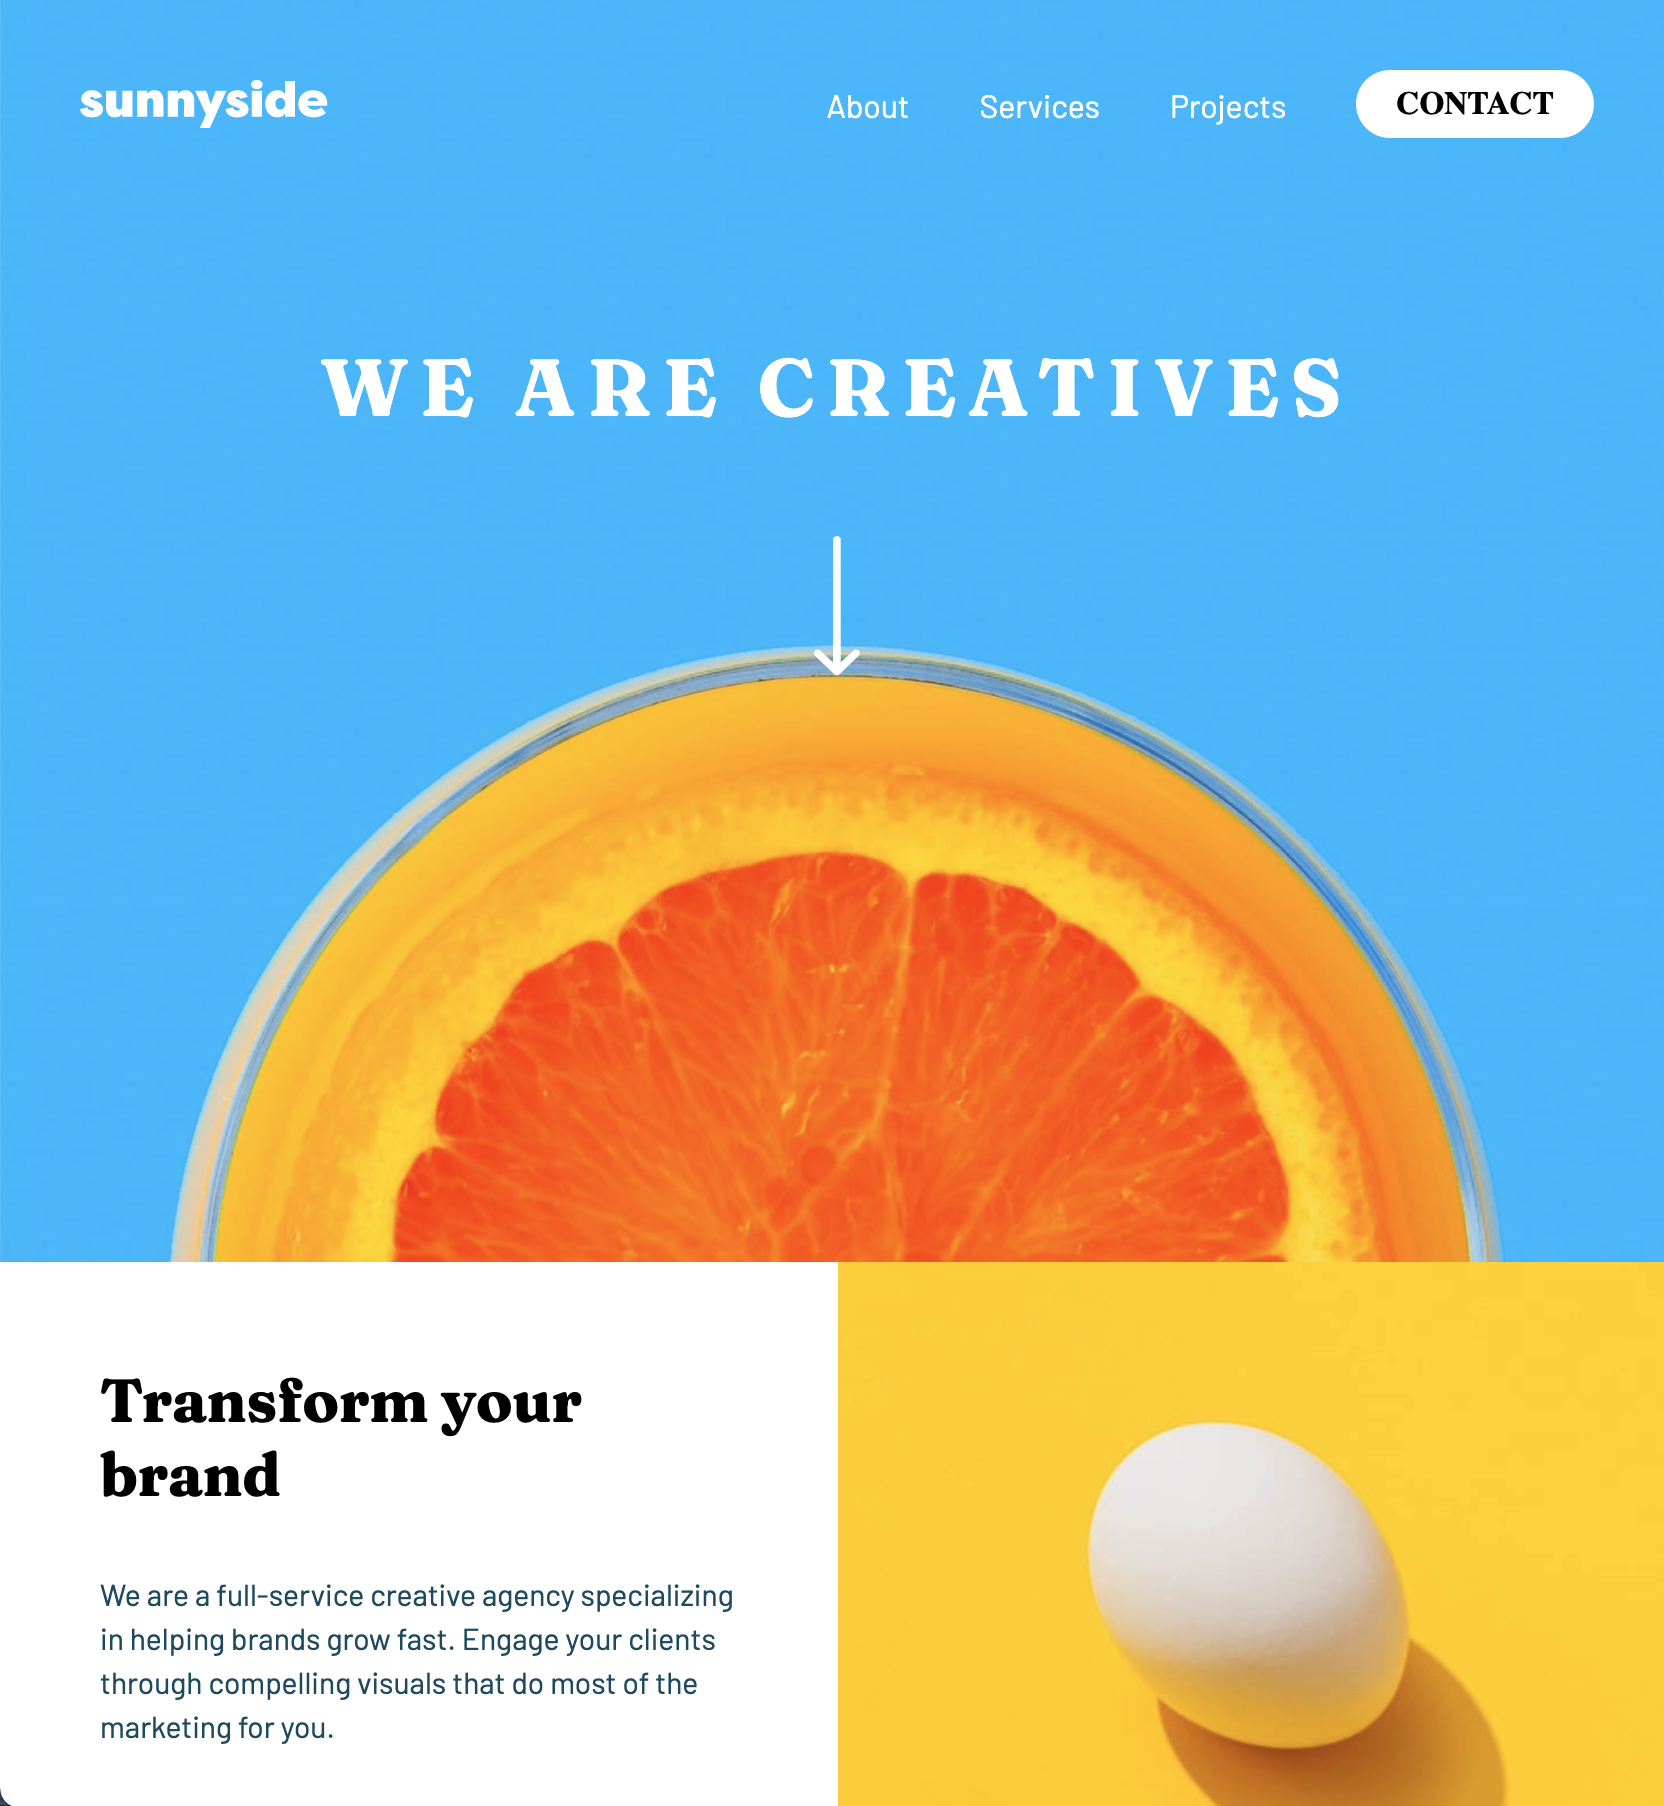 sunnyside
About Services Projects CONTACT
WE ARE CREATIVES
Transform your
brand
We are a full-service creative agency specializing
in helping brands grow fast. Engage your clients
through compelling visuals that do most of the
marketing for you.